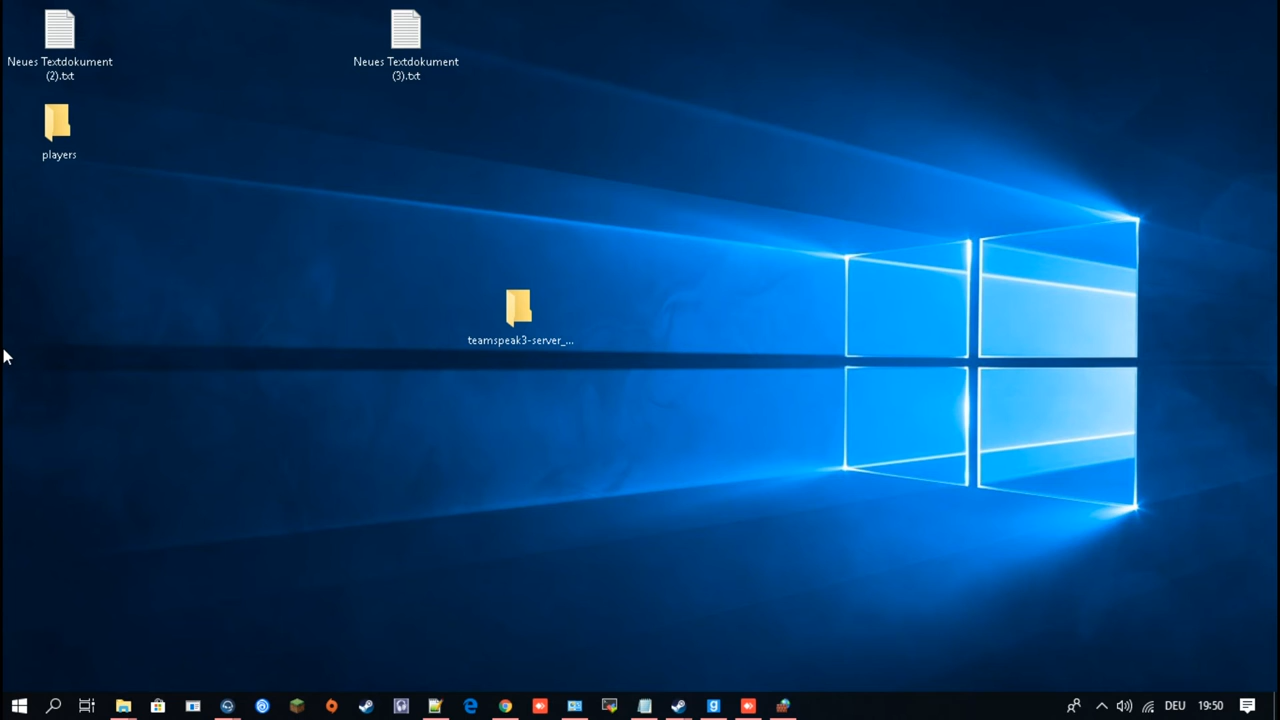 Neues Textdokument
(2).txt
Neues Textdokument
(3).txt
players
teamspeak3-server_...
DEU
19:50